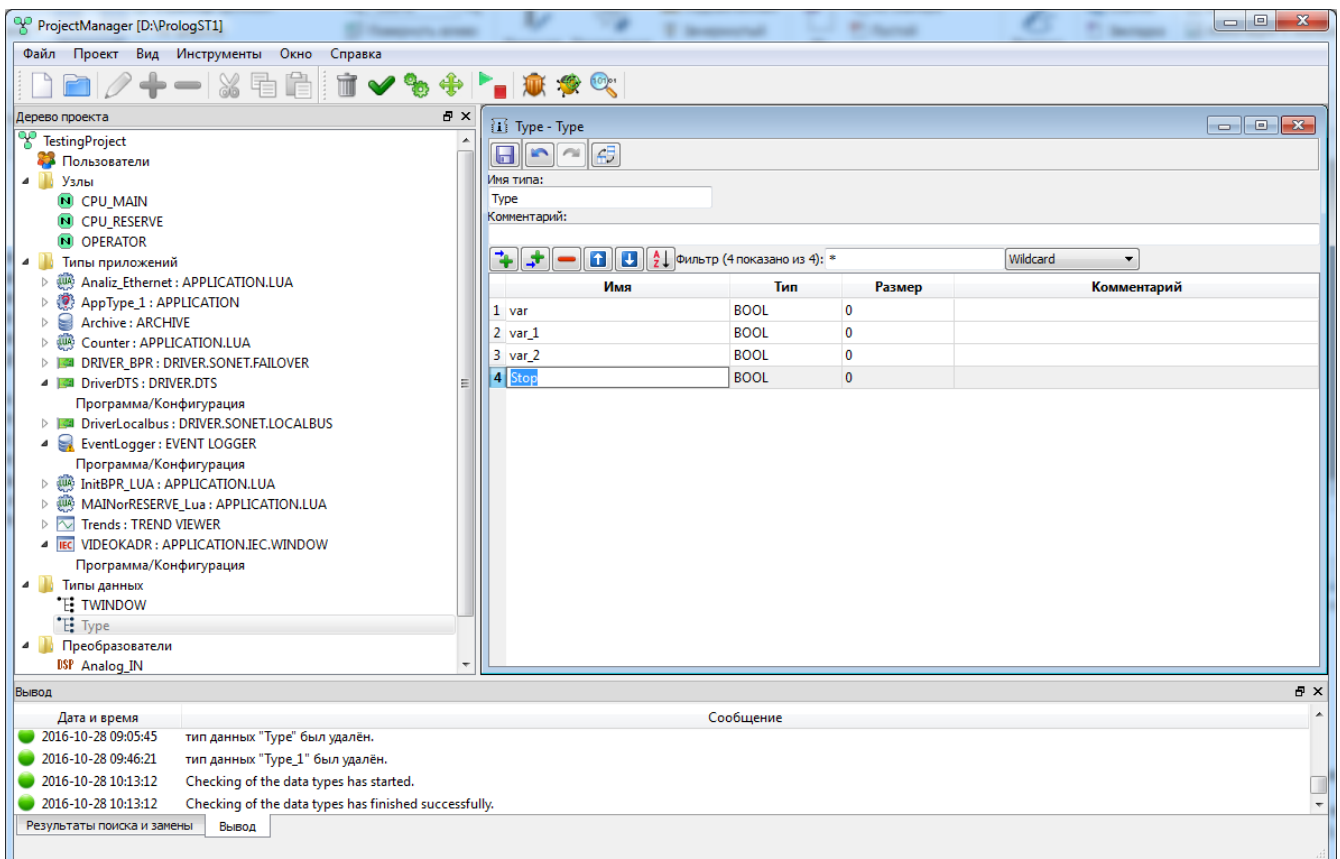 ProjectManager [D:\PrologST1]
Файл Проект Вид Инструменты Окно Справка
Дерево проекта
TestingProject
Пользователи
Узлы
CPU_MAIN
CPU_RESERVE
OPERATOR
Типы приложений
Analiz_Ethernet : APPLICATION.LUA
AppType_1 : APPLICATION
Archive : ARCHIVE
Counter : APPLICATION.LUA
DRIVER_BPR : DRIVER.SONET.FAILOVER
DriverDTS : DRIVER.DTS
Программа/Конфигурация
DriverLocalbus : DRIVER.SONET.LOCALBUS
EventLogger : EVENT LOGGER
Программа/Конфигурация
InitBPR_LUA : APPLICATION.LUA
MAINorRESERVE_Lua : APPLICATION.LUA
Trends : TREND VIEWER
IEC VIDEOKADR : APPLICATION.IEC.WINDOW
Программа/Конфигурация
Типы данных
TWINDOW
Type
Преобразователи
DSP Analog_IN
Type - Type
Имя типа:
Type
Комментарий:
Фильтр (4 показано из 4): * Wildcard
Имя Тип Размер Комментарий
1 var BOOL 0
2 var_1 BOOL 0
3 var_2 BOOL 0
4 Stop BOOL 0
Вывод
Дата и время Сообщение
2016-10-28 09:05:45 тип данных "Type" был удалён.
2016-10-28 09:46:21 тип данных "Type_1" был удалён.
2016-10-28 10:13:12 Checking of the data types has started.
2016-10-28 10:13:12 Checking of the data types has finished successfully.
Результаты поиска и замены Вывод